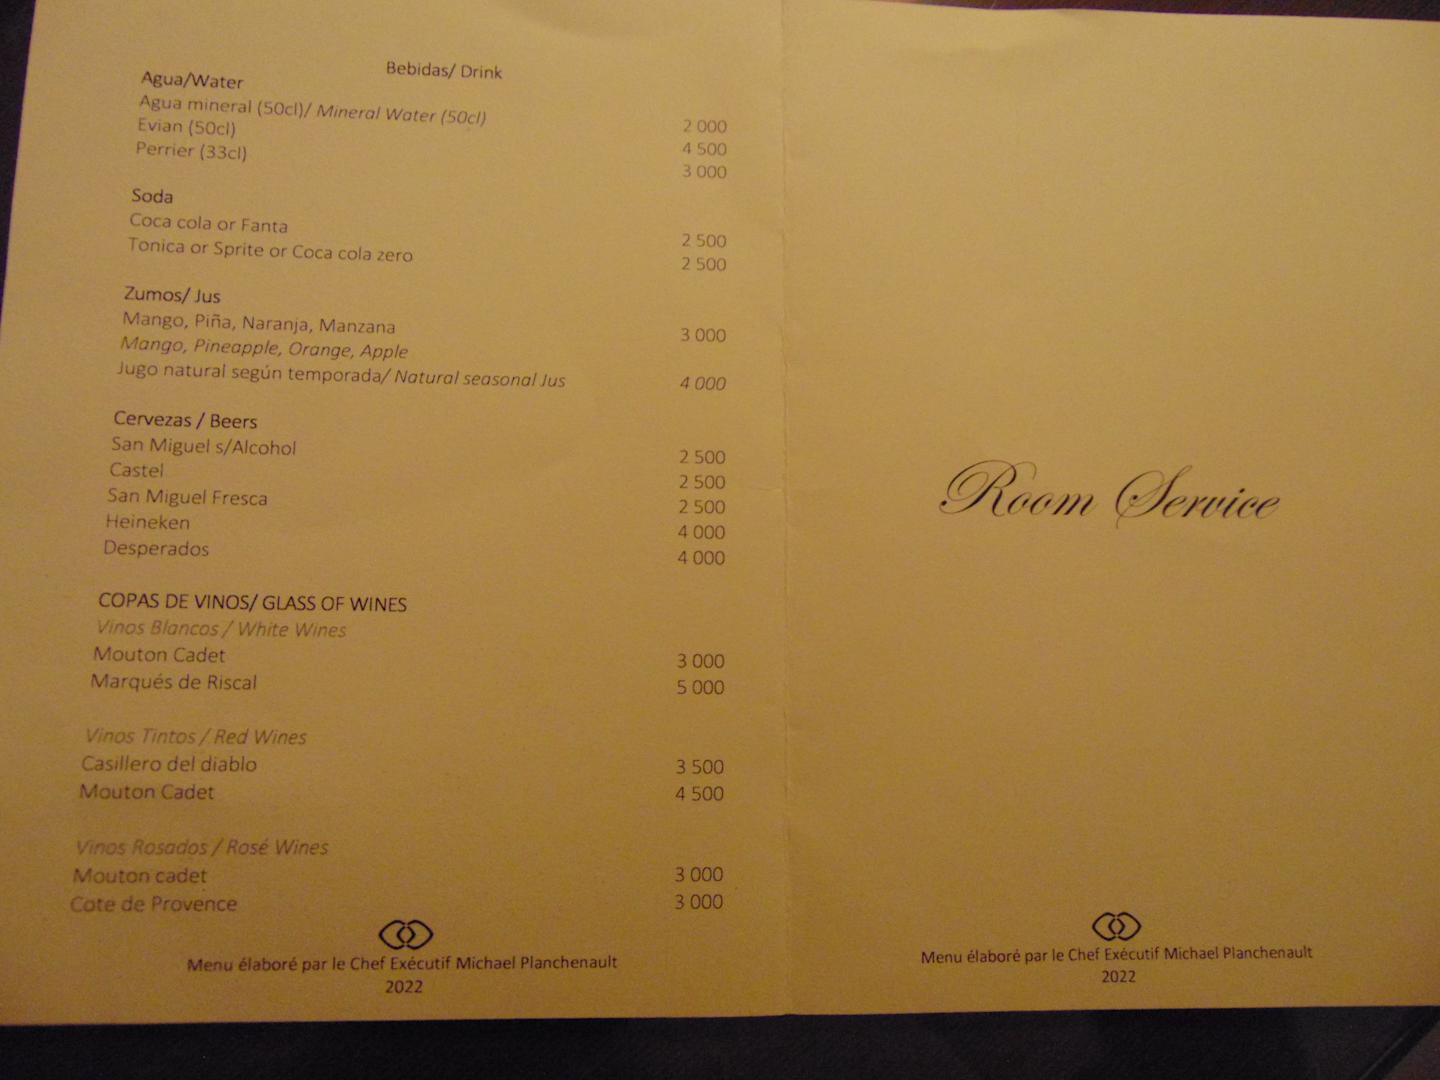 Bebidas/ Drink
Agua/Water
Agua mineral (50cl)/ Mineral Water (50cl) 2 000
Evian (50cl) 4 500
Perrier (33cl) 3 000
Soda
Coca cola or Fanta 2 500
Tonica or Sprite or Coca cola zero 2 500
Zumos/ Jus
Mango, Piña, Naranja, Manzana 3 000
Mango, Pineapple, Orange, Apple
Jugo natural según temporada/ Natural seasonal Jus 4 000
Cervezas / Beers
San Miguel s/Alcohol 2 500
Castel 2 500
San Miguel Fresca 2 500
Heineken 4 000
Desperados 4 000
COPAS DE VINOS/ GLASS OF WINES
Vinos Blancos / White Wines
Mouton Cadet 3 000
Marqués de Riscal 5 000
Vinos Tintos / Red Wines
Casillero del diablo 3 500
Mouton Cadet 4 500
Vinos Rosados / Rosé Wines
Mouton cadet 3 000
Cote de Provence 3 000
Menu élaboré par le Chef Exécutif Michael Planchenault
2022
Room Service
Menu élaboré par le Chef Exécutif Michael Planchenault
2022